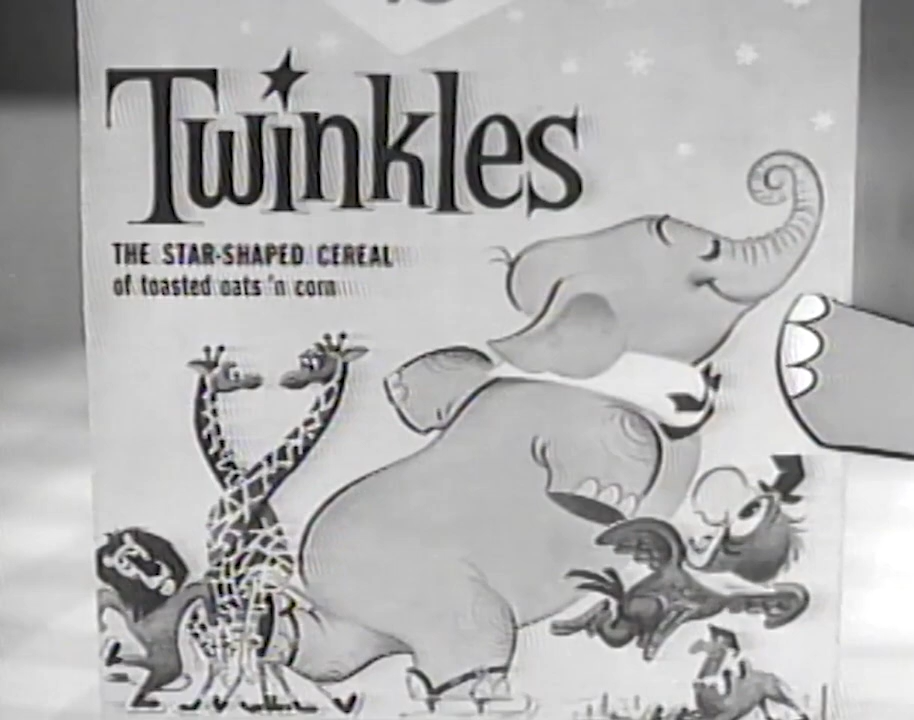 Twinkles
THE STAR-SHAPED CEREAL
of toasted oats 'n corn